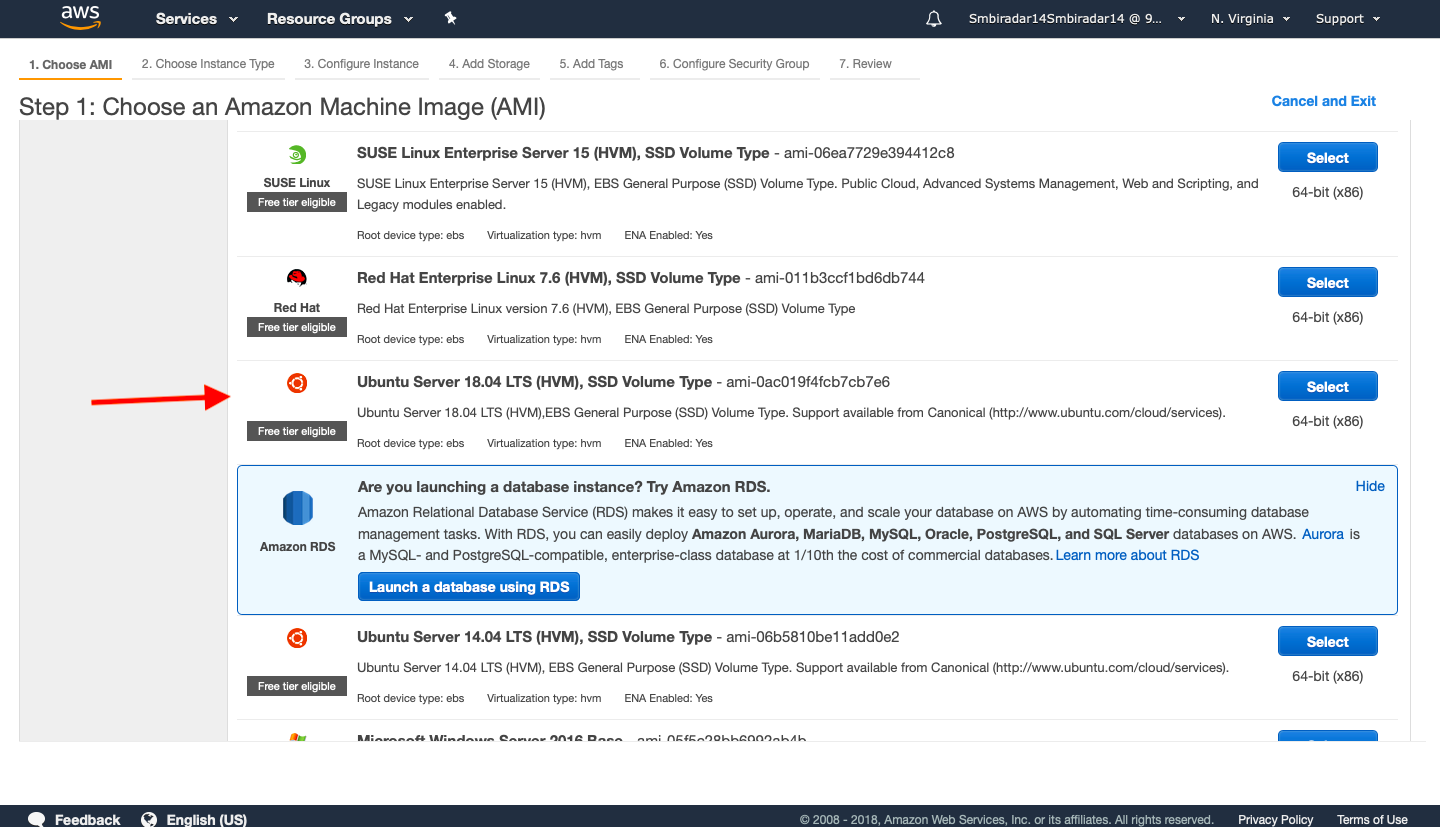 aws Services Resource Groups Smbiradar14Smbiradar14 @ 9... N. Virginia Support
1. Choose AMI 2. Choose Instance Type 3. Configure Instance 4. Add Storage 5. Add Tags 6. Configure Security Group 7. Review
Step 1: Choose an Amazon Machine Image (AMI) Cancel and Exit
SUSE Linux
Free tier eligible
SUSE Linux Enterprise Server 15 (HVM), SSD Volume Type - ami-06ea7729e394412c8
SUSE Linux Enterprise Server 15 (HVM), EBS General Purpose (SSD) Volume Type. Public Cloud, Advanced Systems Management, Web and Scripting, and
Legacy modules enabled.
Root device type: ebs Virtualization type: hvm ENA Enabled: Yes
Select
64-bit (x86)
Red Hat
Free tier eligible
Red Hat Enterprise Linux 7.6 (HVM), SSD Volume Type - ami-011b3ccf1bd6db744
Red Hat Enterprise Linux version 7.6 (HVM), EBS General Purpose (SSD) Volume Type
Root device type: ebs Virtualization type: hvm ENA Enabled: Yes
Select
64-bit (x86)
Free tier eligible
Ubuntu Server 18.04 LTS (HVM), SSD Volume Type - ami-0ac019f4fcb7cb7e6
Ubuntu Server 18.04 LTS (HVM),EBS General Purpose (SSD) Volume Type. Support available from Canonical (http://www.ubuntu.com/cloud/services).
Root device type: ebs Virtualization type: hvm ENA Enabled: Yes
Select
64-bit (x86)
Amazon RDS
Are you launching a database instance? Try Amazon RDS. Hide
Amazon Relational Database Service (RDS) makes it easy to set up, operate, and scale your database on AWS by automating time-consuming database
management tasks. With RDS, you can easily deploy Amazon Aurora, MariaDB, MySQL, Oracle, PostgreSQL, and SQL Server databases on AWS. Aurora is
a MySQL- and PostgreSQL-compatible, enterprise-class database at 1/10th the cost of commercial databases. Learn more about RDS
Launch a database using RDS
Free tier eligible
Ubuntu Server 14.04 LTS (HVM), SSD Volume Type - ami-06b5810be11add0e2
Ubuntu Server 14.04 LTS (HVM), EBS General Purpose (SSD) Volume Type. Support available from Canonical (http://www.ubuntu.com/cloud/services).
Root device type: ebs Virtualization type: hvm ENA Enabled: Yes
Select
64-bit (x86)
Microsoft Windows Server 2016 Base
Feedback English (US) © 2008 - 2018, Amazon Web Services, Inc. or its affiliates. All rights reserved. Privacy Policy Terms of Use